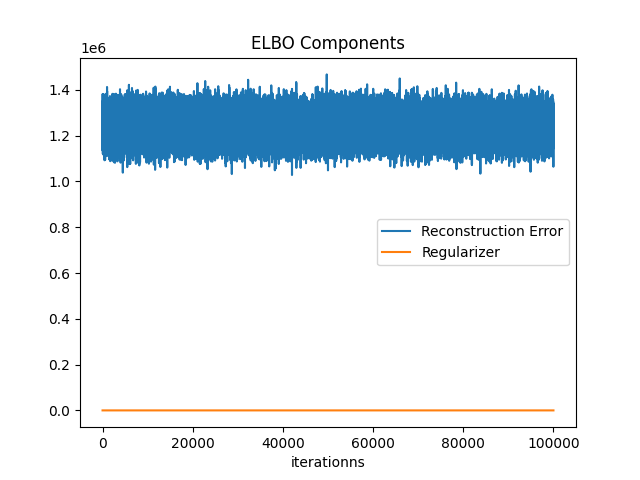 ELBO Components
1e6
1.4
1.2
1.0
0.8
0.6
0.4
0.2
0.0
Reconstruction Error
Regularizer
0 20000 40000 60000 80000 100000
iterationns